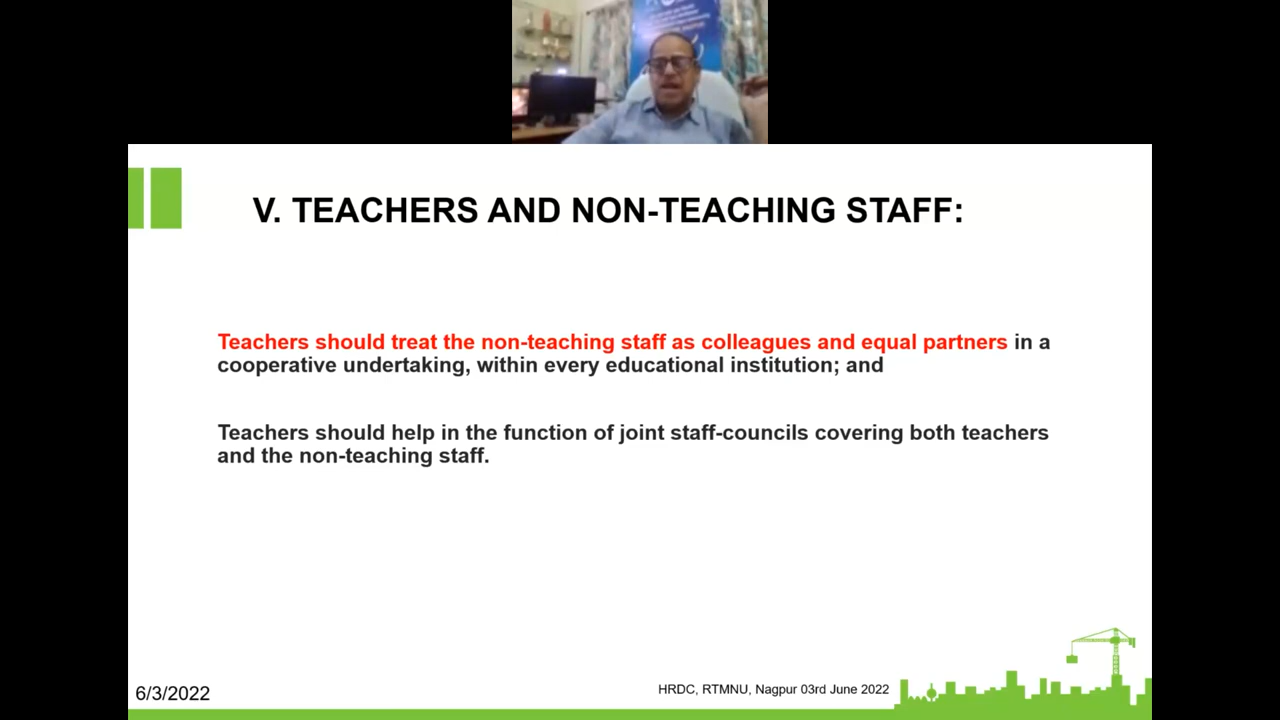 V. TEACHERS AND NON-TEACHING STAFF:
Teachers should treat the non-teaching staff as colleagues and equal partners in a
cooperative undertaking, within every educational institution; and
Teachers should help in the function of joint staff-councils covering both teachers
and the non-teaching staff.
6/3/2022
HRDC, RTMNU, Nagpur 03rd June 2022